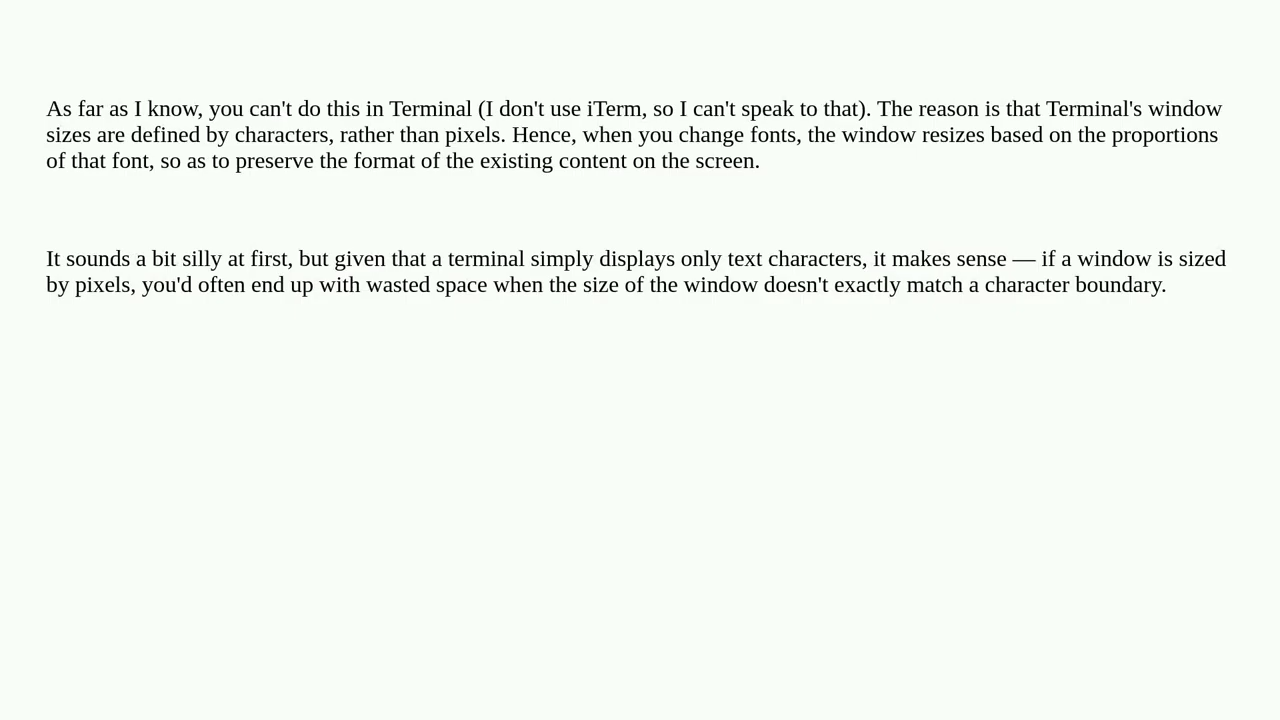 As far as I know, you can't do this in Terminal (I don't use iTerm, so I can't speak to that). The reason is that Terminal's window
sizes are defined by characters, rather than pixels. Hence, when you change fonts, the window resizes based on the proportions
of that font, so as to preserve the format of the existing content on the screen.
It sounds a bit silly at first, but given that a terminal simply displays only text characters, it makes sense — if a window is sized
by pixels, you'd often end up with wasted space when the size of the window doesn't exactly match a character boundary.